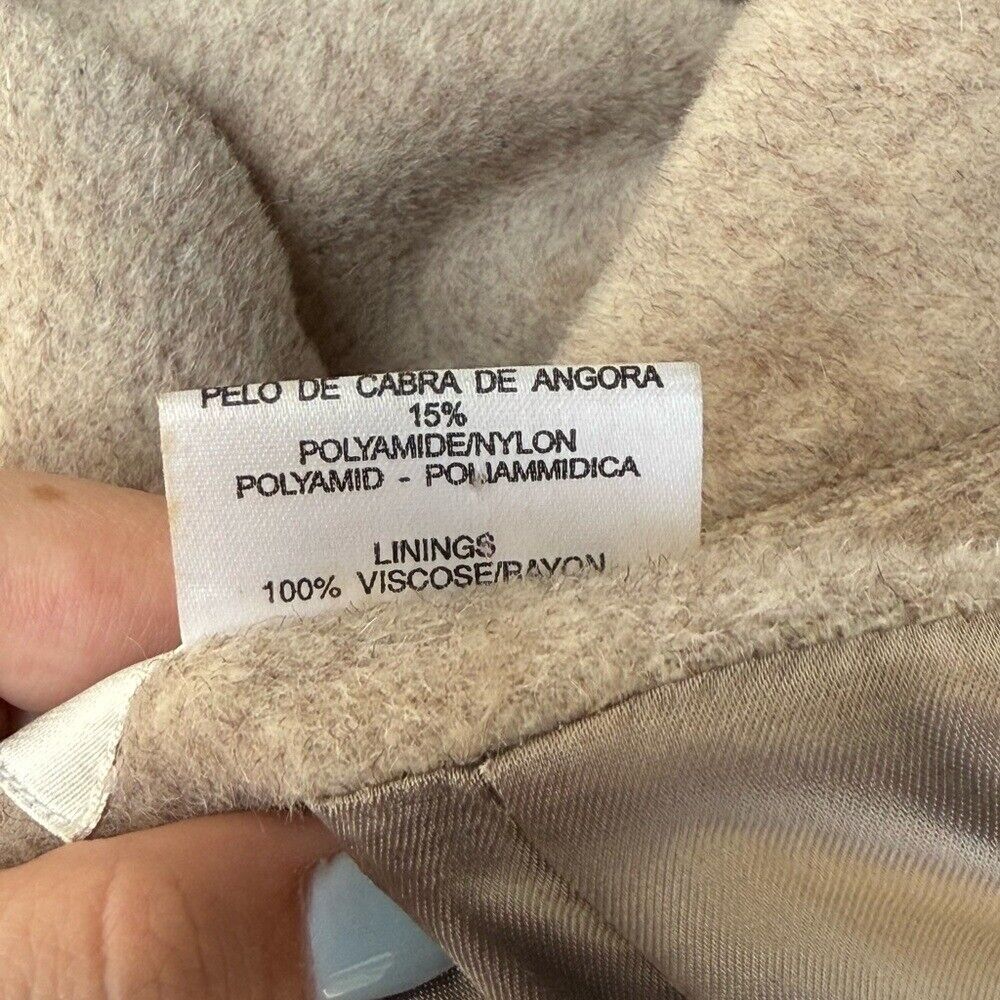 PELO DE CABRA DE ANGORA
15%
POLYAMIDE/NYLON
POLYAMID - POLIAMMIDICA
LININGS
100% VISCOSE/RAYON